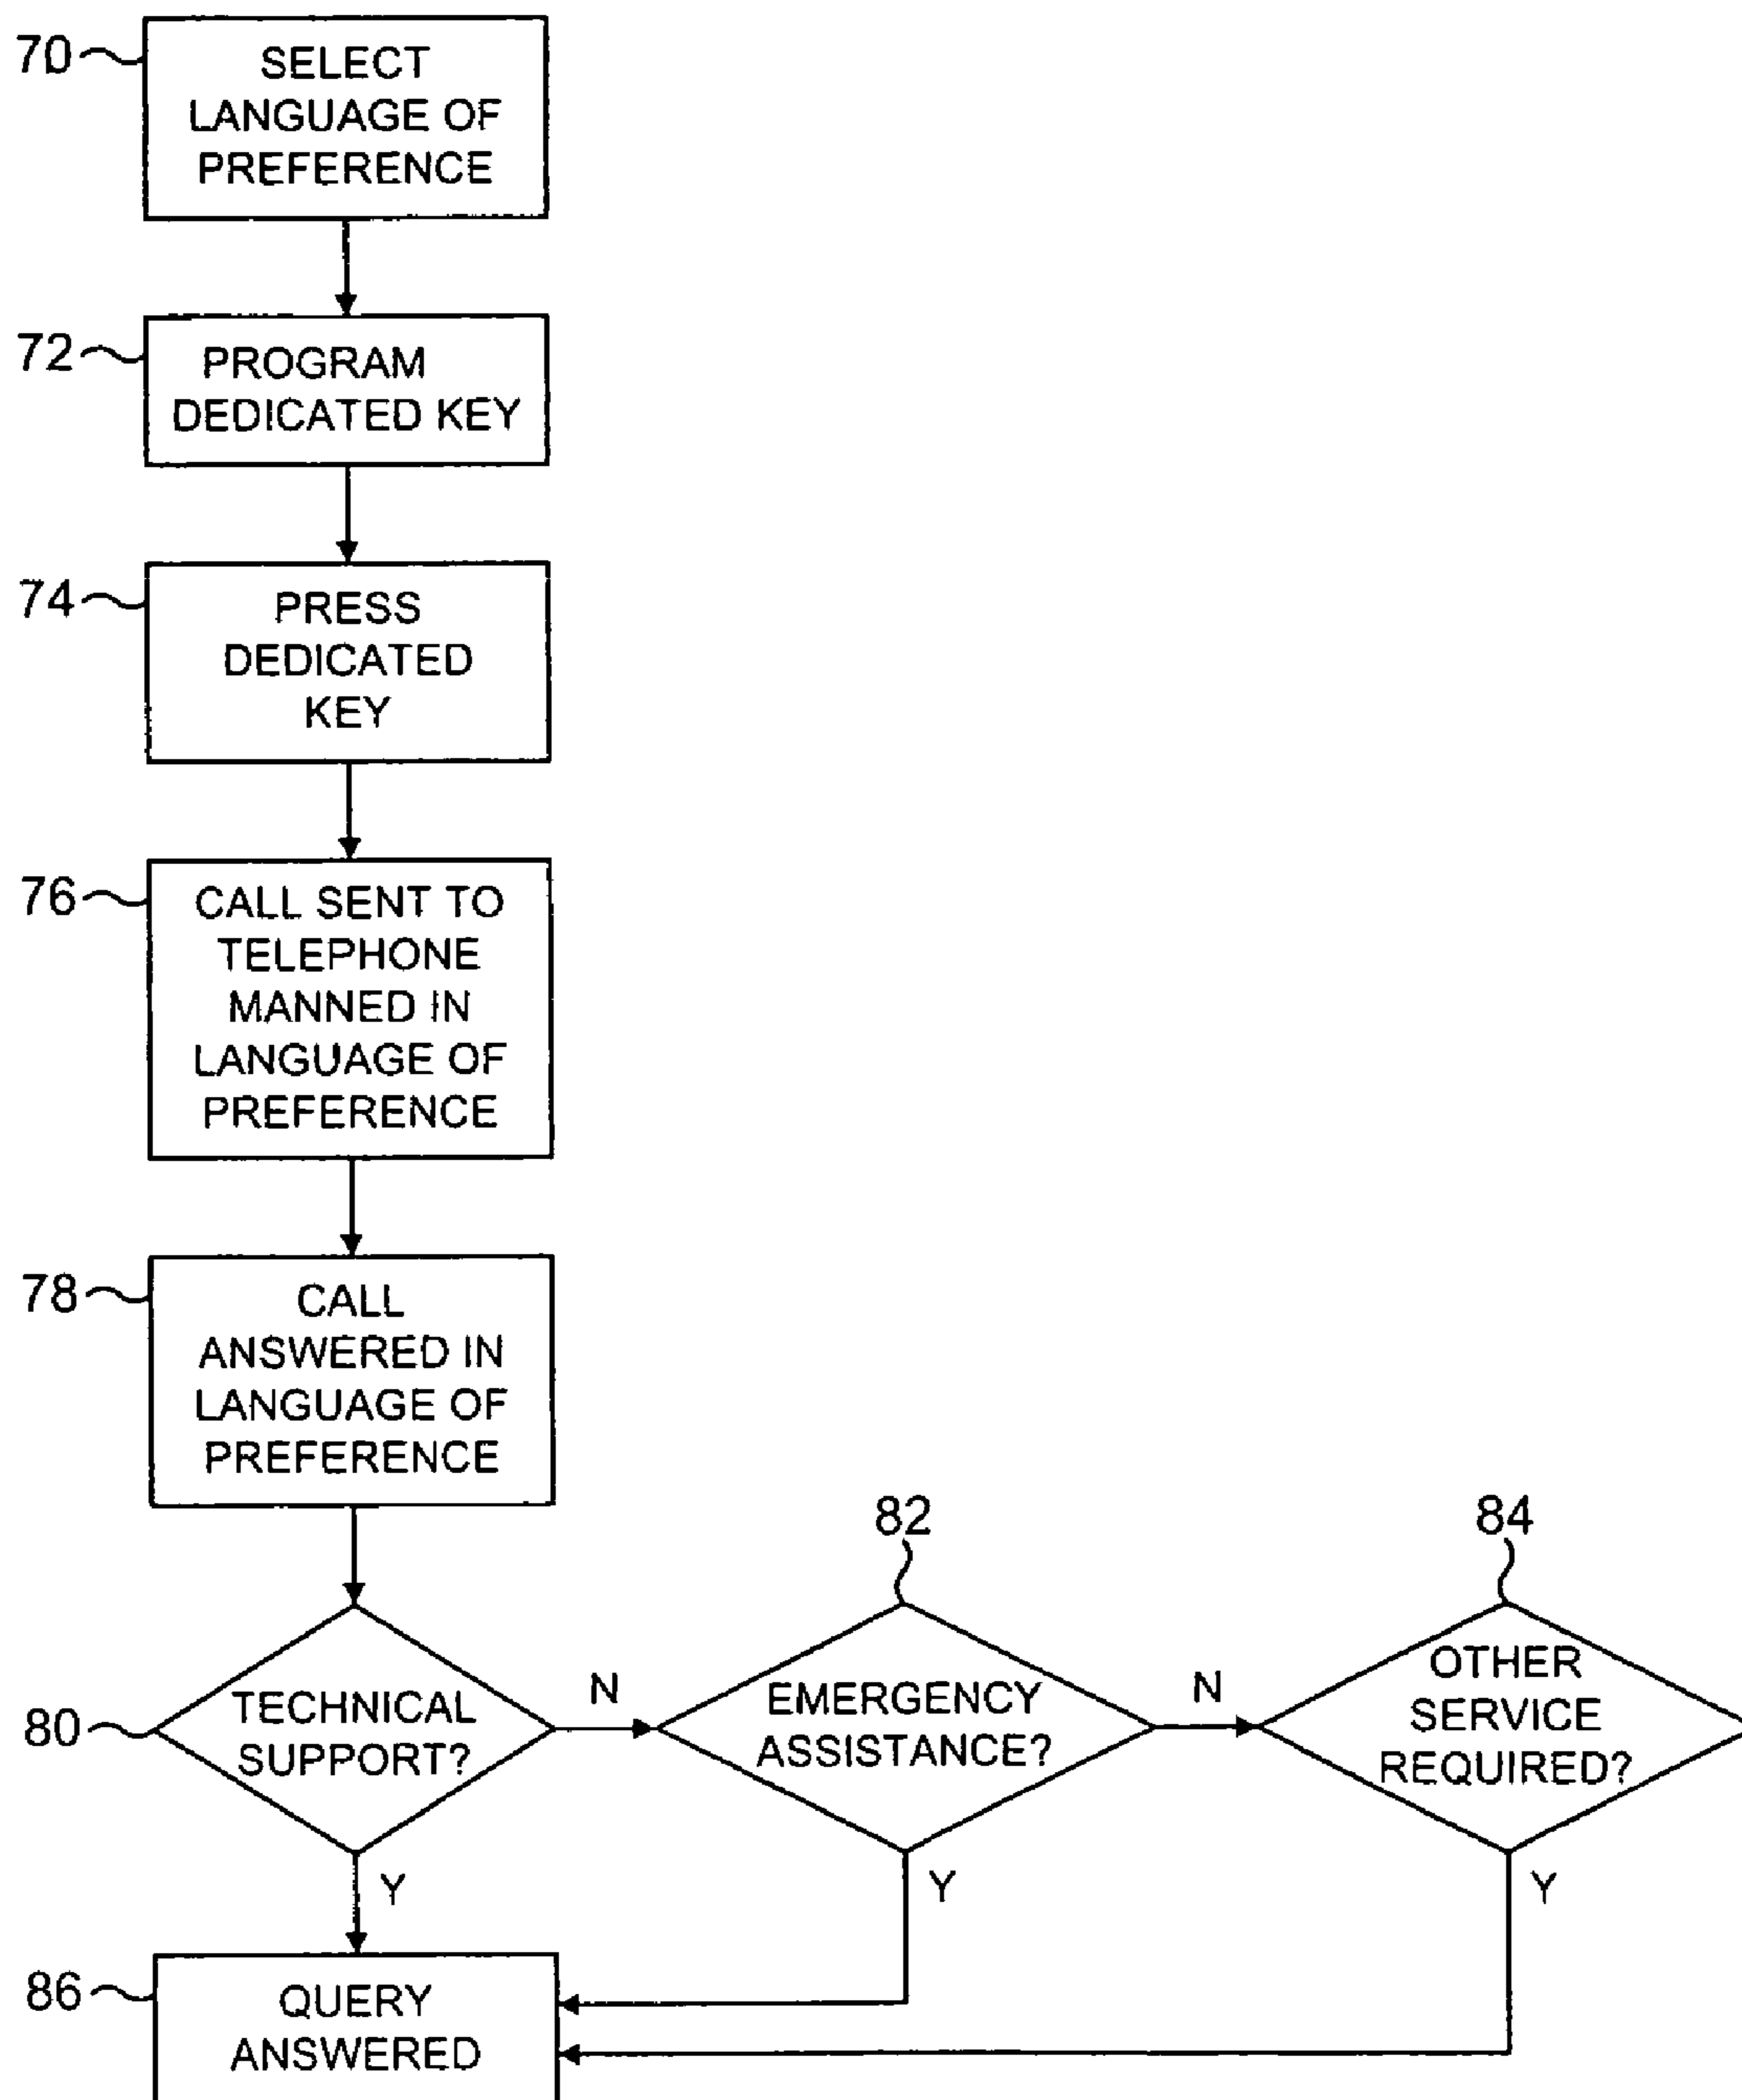 70
SELECT
LANGUAGE OF
PREFERENCE
72
PROGRAM
DEDICATED KEY
74
PRESS
DEDICATED
KEY
76
CALL SENT TO
TELEPHONE
MANNED IN
LANGUAGE OF
PREFERENCE
78
CALL
ANSWERED IN
LANGUAGE OF
PREFERENCE
80
TECHNICAL
SUPPORT?
N
Y
82
EMERGENCY
ASSISTANCE?
N
Y
84
OTHER
SERVICE
REQUIRED?
Y
86
QUERY
ANSWERED